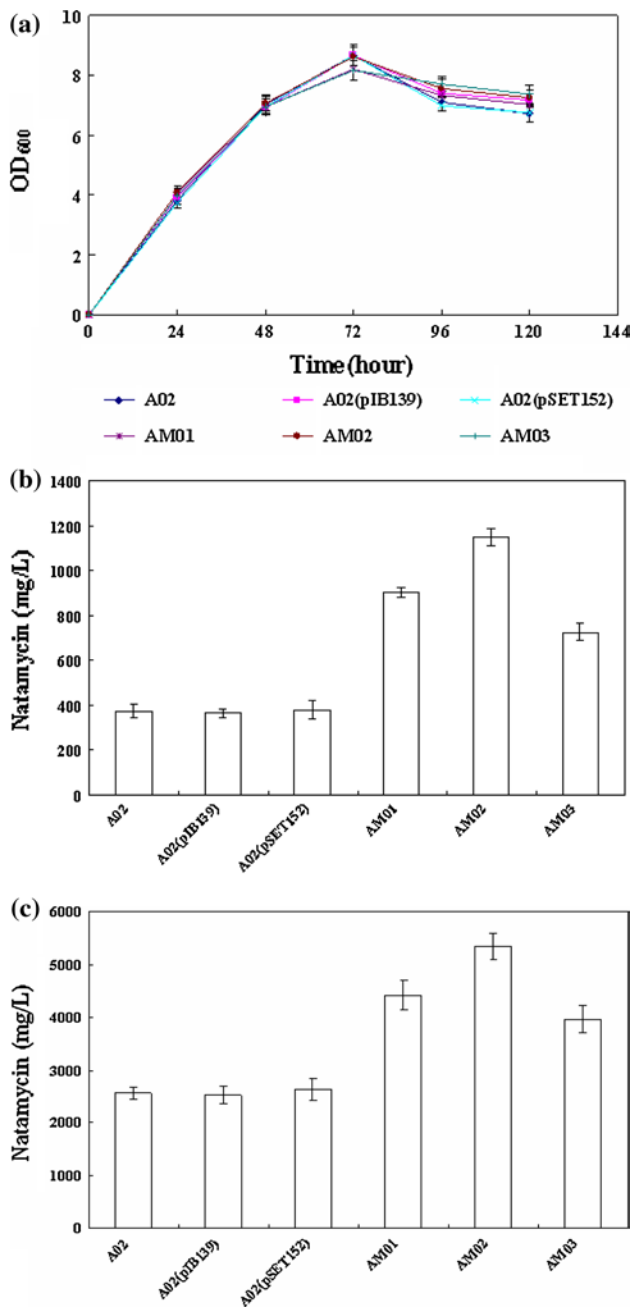 (a)
10
8
6
4
2
0
OD600
0 24 48 72 96 120 144
Time (hour)
A02 A02(pIB139) A02(pSET152)
AM01 AM02 AM03
(b)
1400
1200
1000
800
600
400
200
0
Natamycin (mg/L)
A02 A02(pIB139) A02(pSET152) AM01 AM02 AM03
(c)
6000
5000
4000
3000
2000
1000
0
Natamycin (mg/L)
A02 A02(pIB139) A02(pSET152) AM01 AM02 AM03